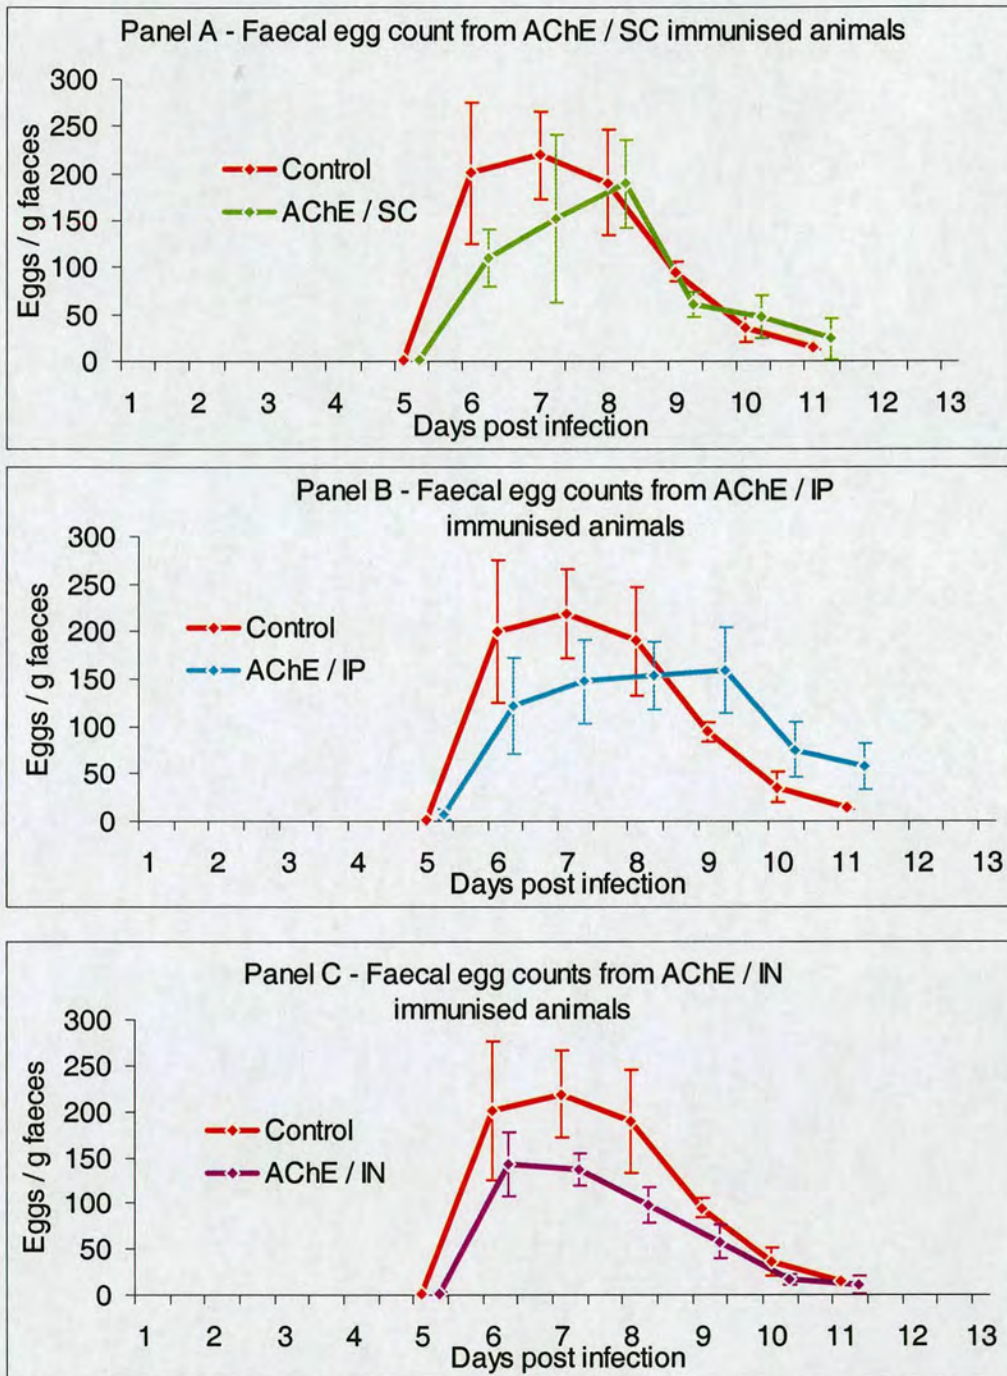 Panel A - Faecal egg count from AChE / SC immunised animals
300
250
200
150
100
50
0
Eggs / g faeces
Control
AChE / SC
1 2 3 4 5 6 7 8 9 10 11 12 13
Days post infection
Panel B - Faecal egg counts from AChE / IP
immunised animals
300
250
200
150
100
50
0
Eggs / g faeces
Control
AChE / IP
1 2 3 4 5 6 7 8 9 10 11 12 13
Days post infection
Panel C - Faecal egg counts from AChE / IN
immunised animals
300
250
200
150
100
50
0
Eggs / g faeces
Control
AChE / IN
1 2 3 4 5 6 7 8 9 10 11 12 13
Days post infection